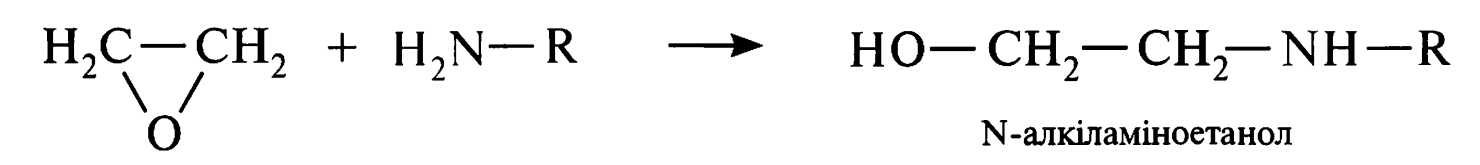 H₂C—CH₂ + H₂N—R ⟶ HO—CH₂—CH₂—NH—R
O
N-алкіламіноетанол